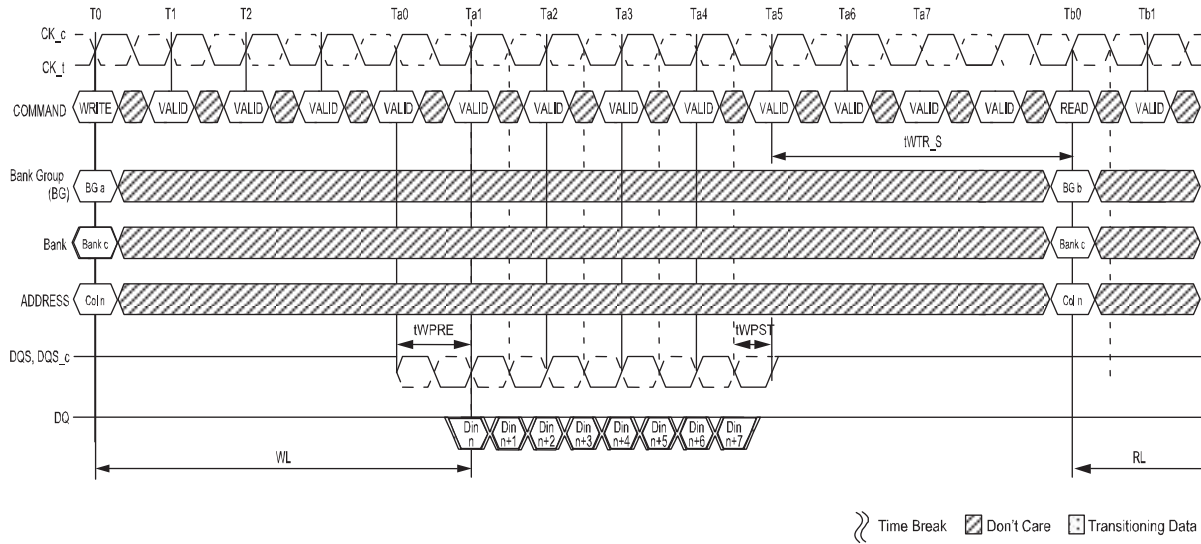 T0 T1 T2 Ta0 Ta1 Ta2 Ta3 Ta4 Ta5 Ta6 Ta7 Tb0 Tb1
CK_c
CK_t
COMMAND WRITE VALID VALID VALID VALID VALID VALID VALID VALID VALID VALID VALID VALID READ VALID
tWTR_S
Bank Group
(BG)
BG a BG b
Bank Bank c Bank c
ADDRESS Col n Col n
tWPRE tWPST
DQS, DQS_c
DQ
Din n Din n+1 Din n+2 Din n+3 Din n+4 Din n+5 Din n+6 Din n+7
WL RL
Time Break Don't Care Transitioning Data